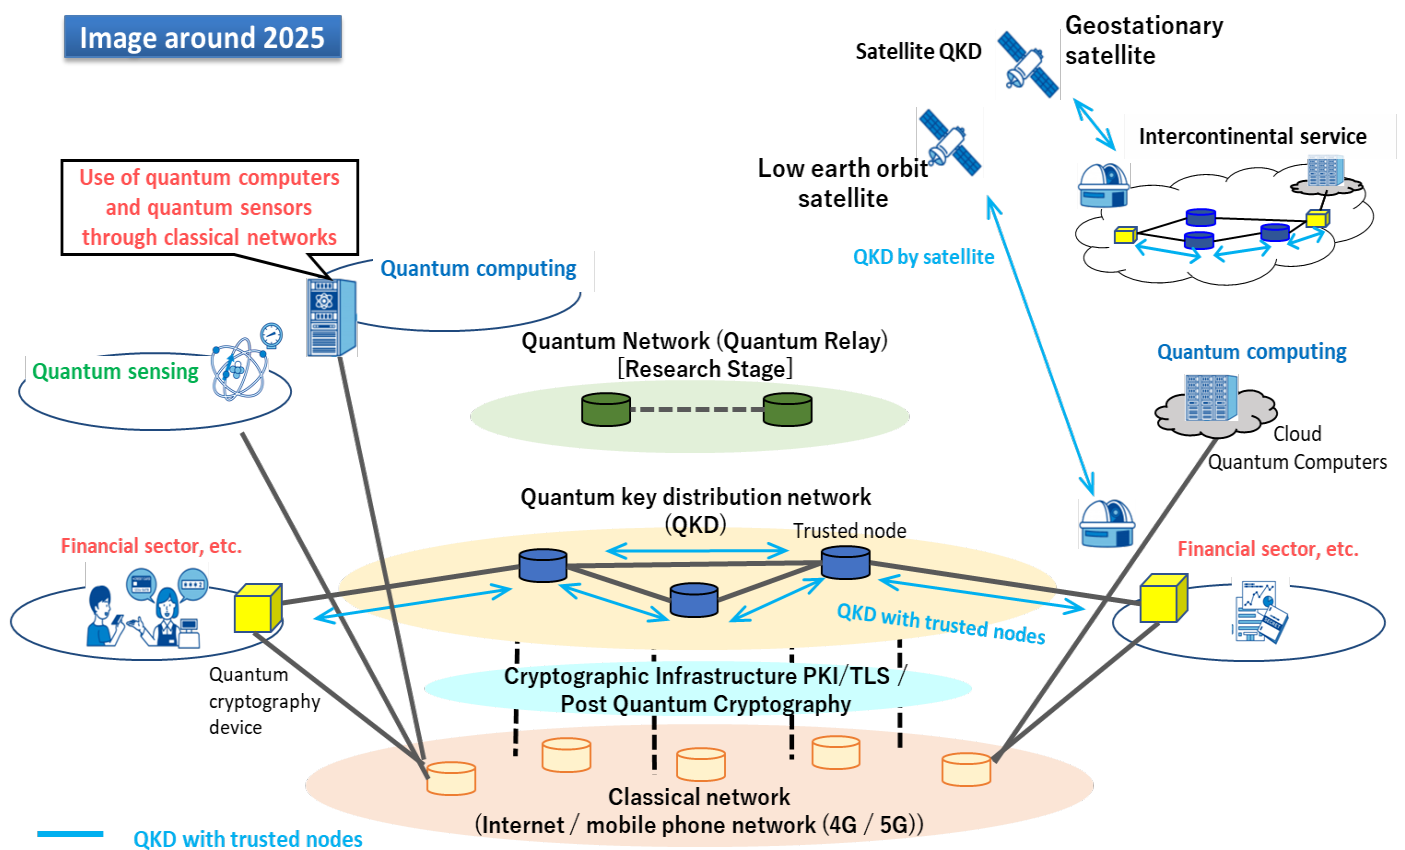 Image around 2025
Satellite QKD
Geostationary
satellite
Intercontinental service
Low earth orbit
satellite
QKD by satellite
Use of quantum computers
and quantum sensors
through classical networks
Quantum computing
Quantum sensing
Quantum Network (Quantum Relay)
[Research Stage]
Quantum computing
Cloud
Quantum Computers
Quantum key distribution network
(QKD)
Trusted node
Financial sector, etc.
Financial sector, etc.
QKD with trusted nodes
Quantum
cryptography
device
Cryptographic Infrastructure PKI/TLS /
Post Quantum Cryptography
Classical network
(Internet / mobile phone network (4G / 5G))
QKD with trusted nodes